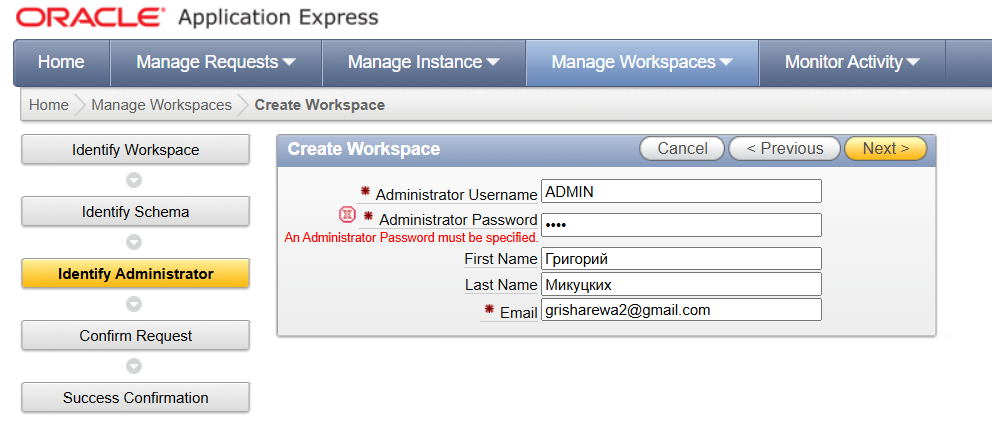 ORACLE Application Express
Home Manage Requests Manage Instance Manage Workspaces Monitor Activity
Home Manage Workspaces Create Workspace
Identify Workspace
Identify Schema
Identify Administrator
Confirm Request
Success Confirmation
Create Workspace Cancel < Previous Next >
* Administrator Username ADMIN
* Administrator Password ••••
An Administrator Password must be specified.
First Name Григорий
Last Name Микуцких
* Email grisharewa2@gmail.com